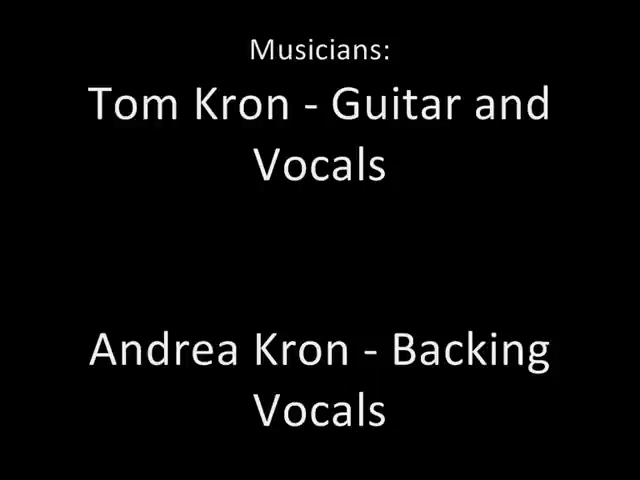 Musicians:
Tom Kron - Guitar and
Vocals
Andrea Kron - Backing
Vocals